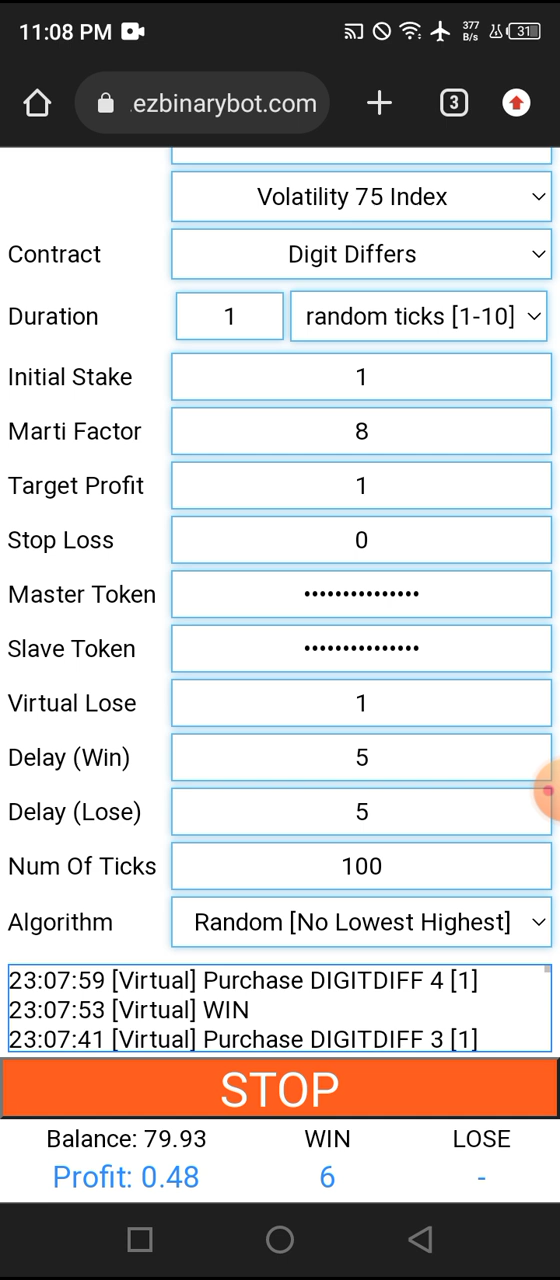 11:08 PM 377 B/s 31
.ezbinarybot.com 3
Volatility 75 Index
Contract Digit Differs
Duration 1 random ticks [1-10]
Initial Stake 1
Marti Factor 8
Target Profit 1
Stop Loss 0
Master Token •••••••••••••••
Slave Token •••••••••••••••
Virtual Lose 1
Delay (Win) 5
Delay (Lose) 5
Num Of Ticks 100
Algorithm Random [No Lowest Highest]
23:07:59 [Virtual] Purchase DIGITDIFF 4 [1]
23:07:53 [Virtual] WIN
23:07:41 [Virtual] Purchase DIGITDIFF 3 [1]
STOP
Balance: 79.93 WIN LOSE
Profit: 0.48 6 -